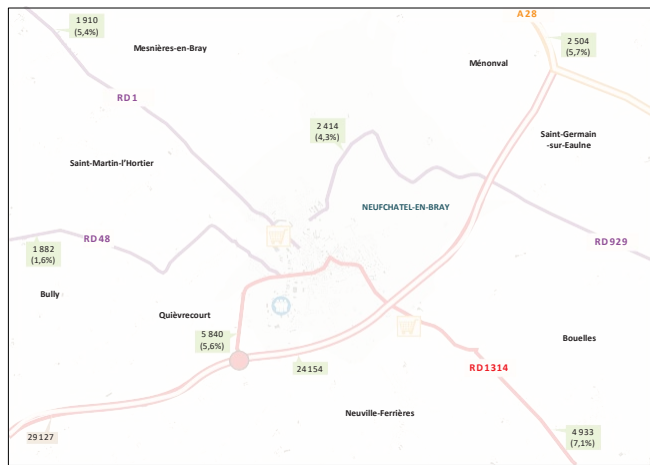 A28
1 910
(5,4%)
Mesnières-en-Bray
2 504
(5,7%)
Ménonval
RD1
2 414
(4,3%)
Saint-Germain
-sur-Eaulne
Saint-Martin-l'Hortier
NEUFCHATEL-EN-BRAY
RD48
RD929
1 882
(1,6%)
Bully
Quièvrecourt
5 840
(5,6%)
Bouelles
24 154
RD1314
Neuville-Ferrières
29 127
4 933
(7,1%)